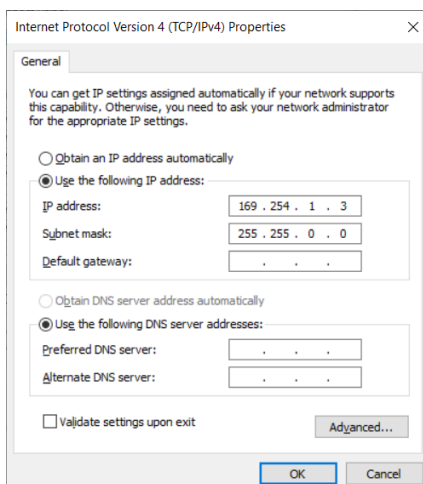 Internet Protocol Version 4 (TCP/IPv4) Properties
General
You can get IP settings assigned automatically if your network supports
this capability. Otherwise, you need to ask your network administrator
for the appropriate IP settings.
Obtain an IP address automatically
Use the following IP address:
IP address: 169 . 254 . 1 . 3
Subnet mask: 255 . 255 . 0 . 0
Default gateway: . . .
Obtain DNS server address automatically
Use the following DNS server addresses:
Preferred DNS server: . . .
Alternate DNS server: . . .
Validate settings upon exit
Advanced...
OK Cancel